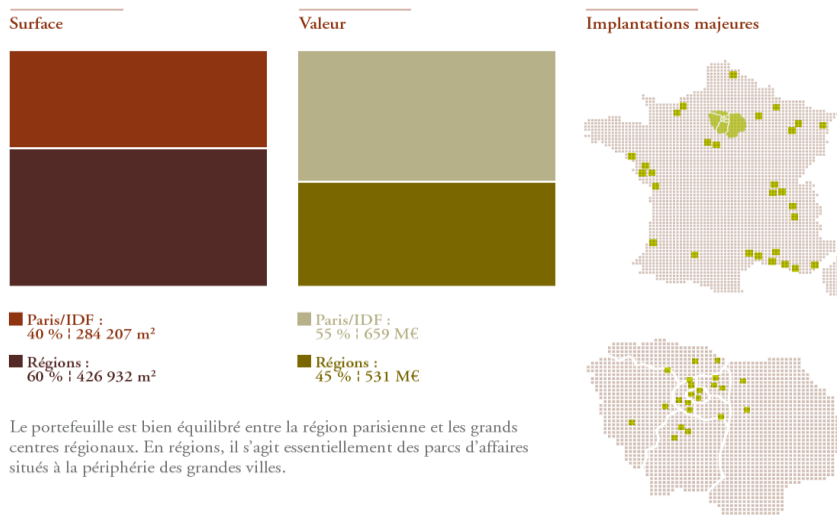 Surface
Valeur
Implantations majeures
Paris/IDF :
40 % ¦ 284 207 m²
Régions :
60 % ¦ 426 932 m²
Paris/IDF :
55 % ¦ 659 M€
Régions :
45 % ¦ 531 M€
Le portefeuille est bien équilibré entre la région parisienne et les grands
centres régionaux. En régions, il s’agit essentiellement des parcs d’affaires
situés à la périphérie des grandes villes.